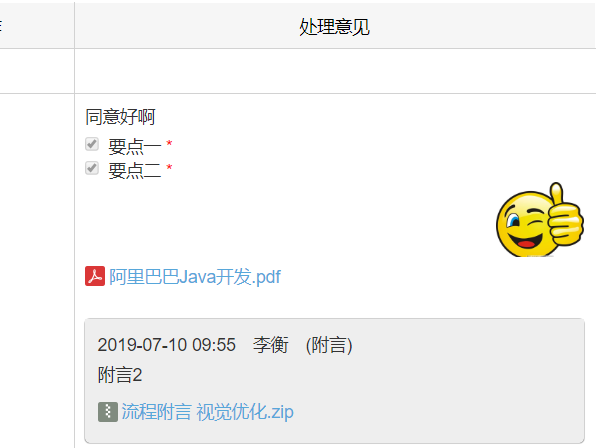 处理意见
同意好啊
要点一 *
要点二 *
阿里巴巴Java开发.pdf
2019-07-10 09:55 李衡 (附言)
附言2
流程附言 视觉优化.zip